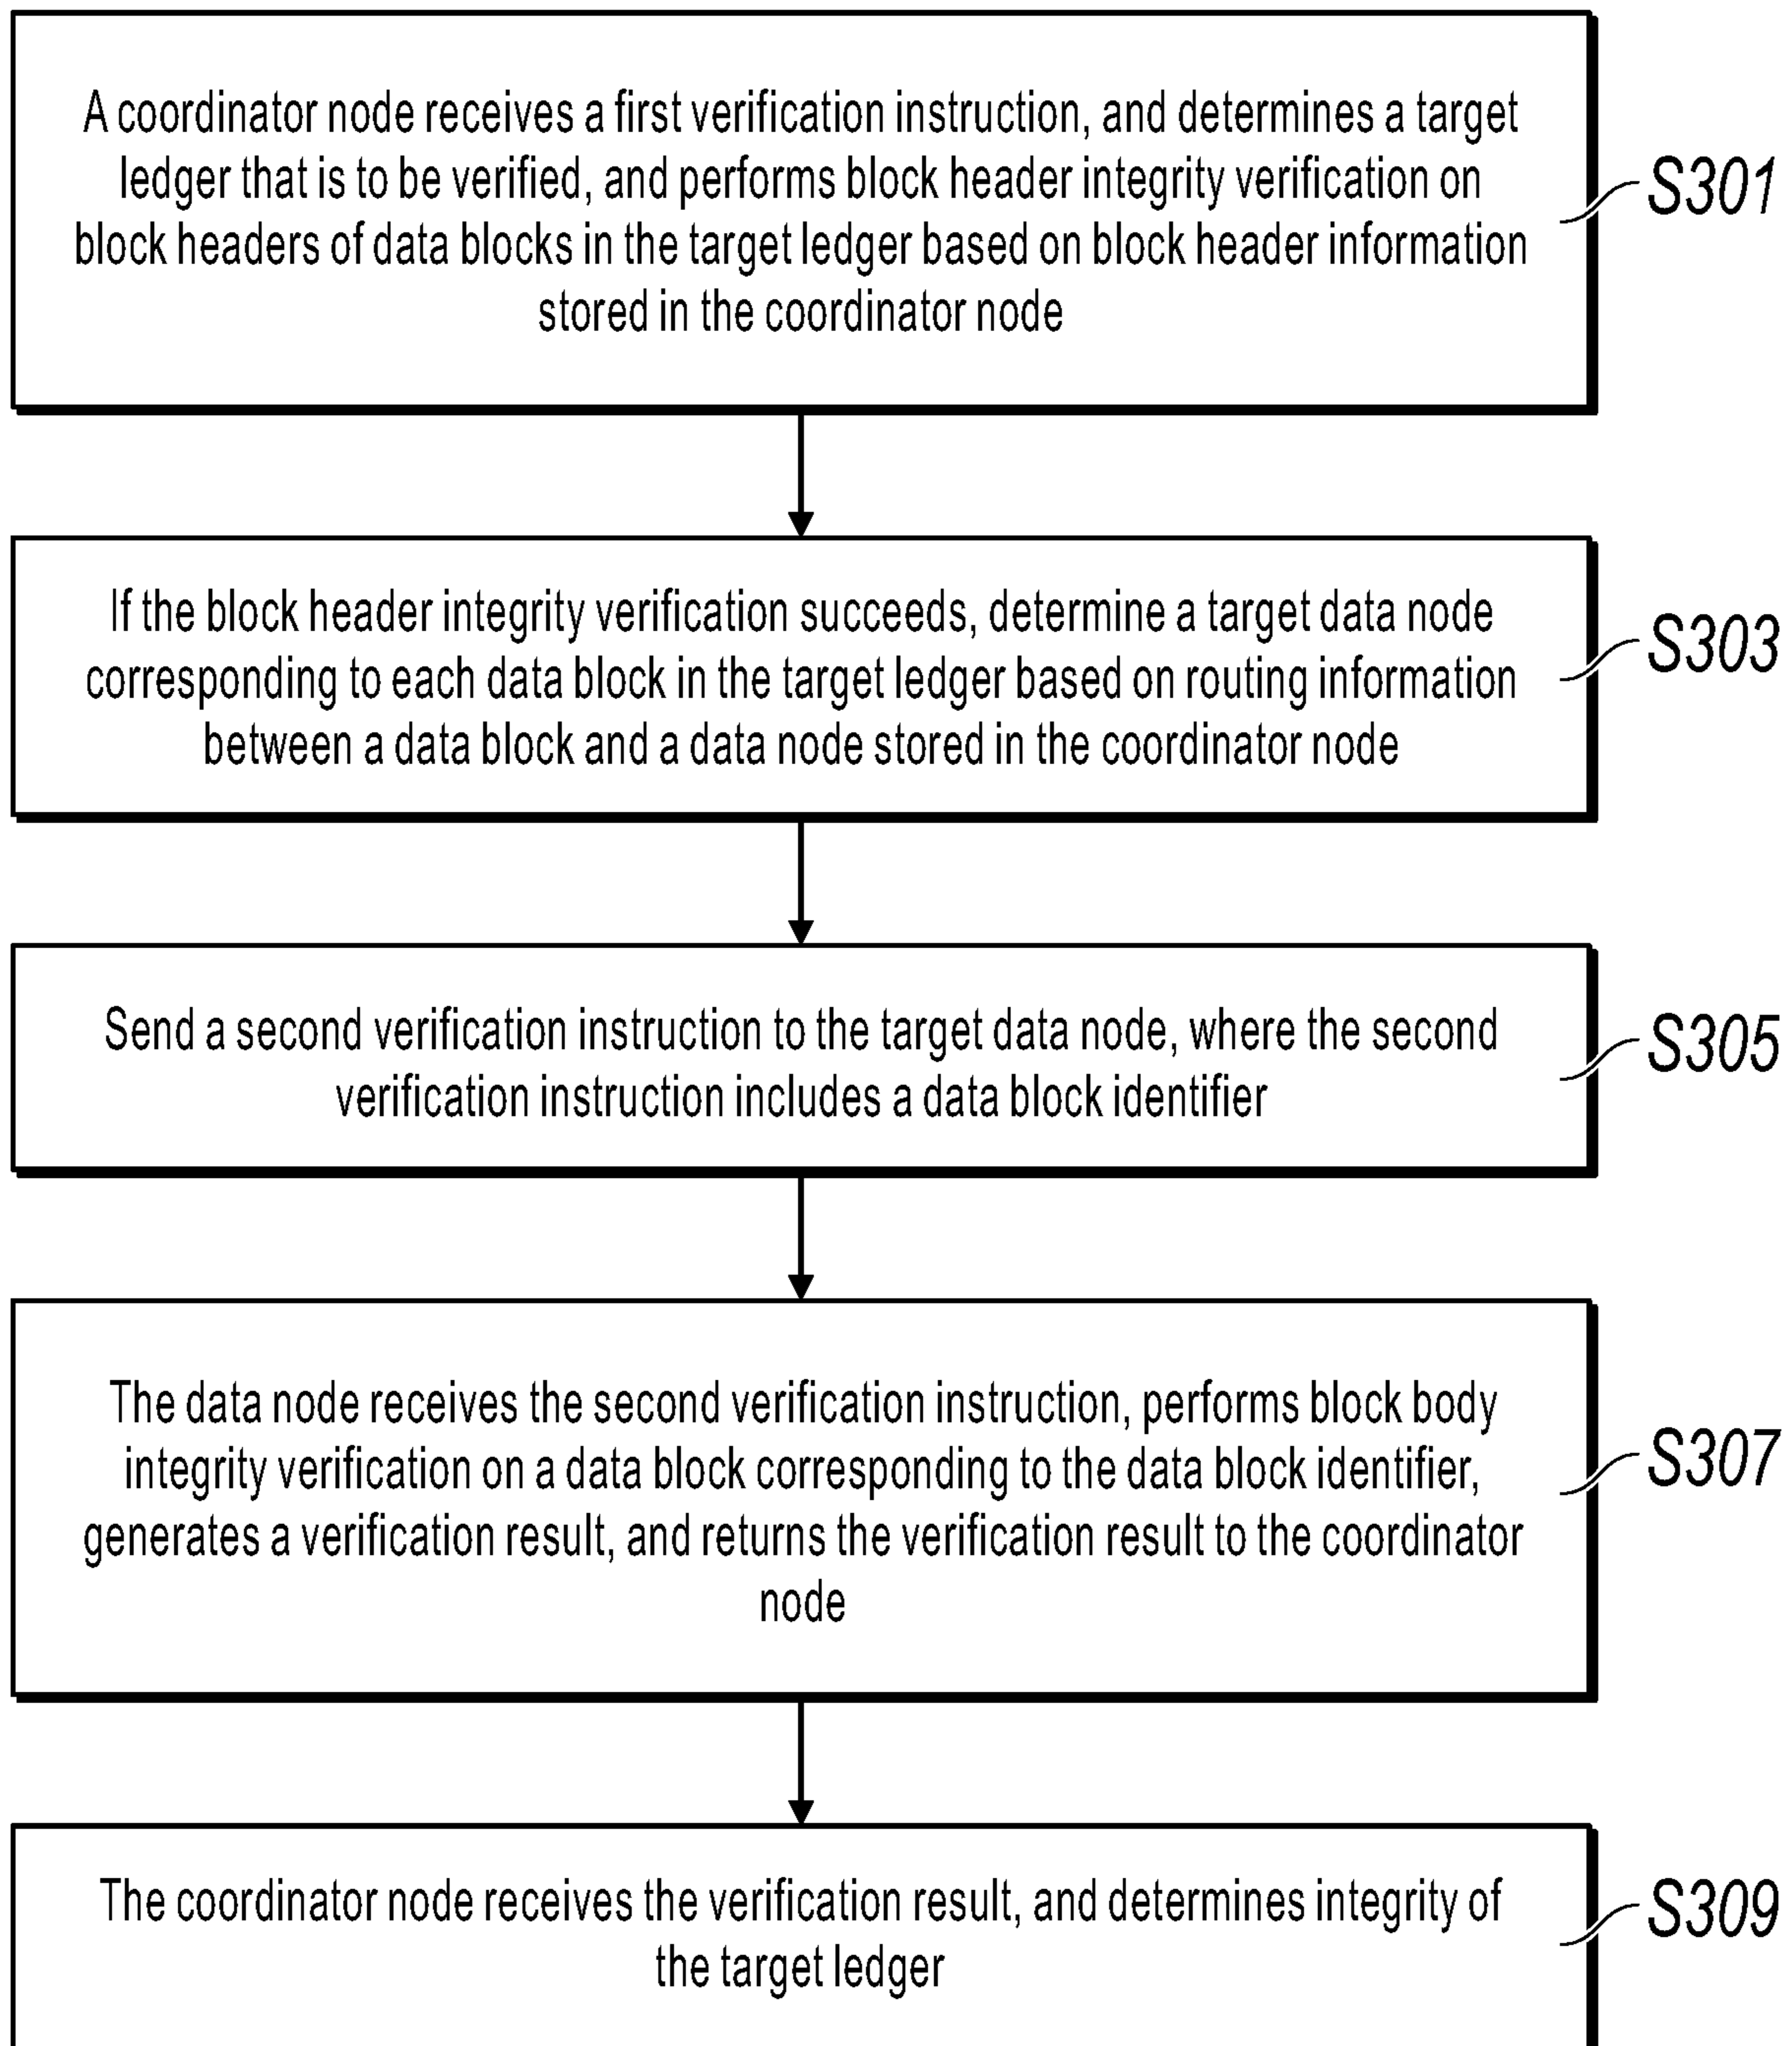 A coordinator node receives a first verification instruction, and determines a target
ledger that is to be verified, and performs block header integrity verification on
block headers of data blocks in the target ledger based on block header information
stored in the coordinator node
S301
If the block header integrity verification succeeds, determine a target data node
corresponding to each data block in the target ledger based on routing information
between a data block and a data node stored in the coordinator node
S303
Send a second verification instruction to the target data node, where the second
verification instruction includes a data block identifier
S305
The data node receives the second verification instruction, performs block body
integrity verification on a data block corresponding to the data block identifier,
generates a verification result, and returns the verification result to the coordinator
node
S307
The coordinator node receives the verification result, and determines integrity of
the target ledger
S309